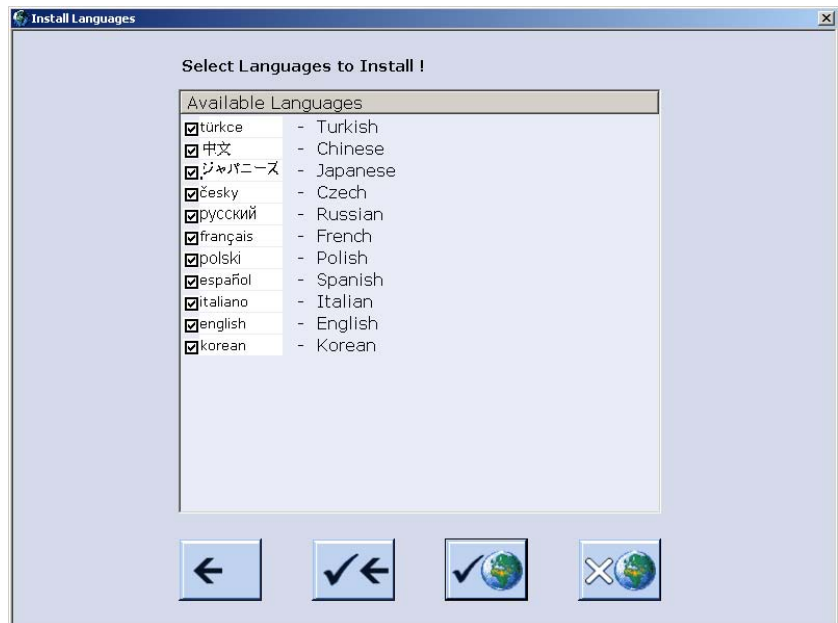 Install Languages
Select Languages to Install !
Available Languages
türkce - Turkish
中文 - Chinese
ジャパニーズ - Japanese
česky - Czech
русский - Russian
français - French
polski - Polish
español - Spanish
italiano - Italian
english - English
korean - Korean